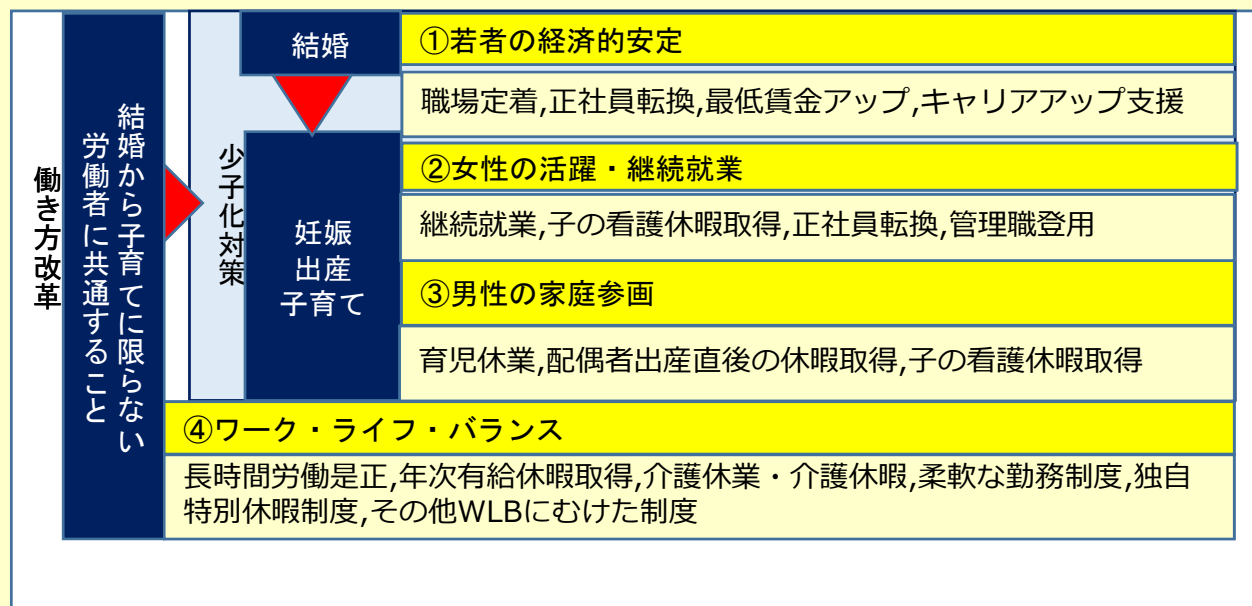 働き方改革
結婚から子育てに限らない
労働者に共通すること
少子化対策
結婚
①若者の経済的安定
職場定着,正社員転換,最低賃金アップ,キャリアアップ支援
妊娠
出産
子育て
②女性の活躍・継続就業
継続就業,子の看護休暇取得,正社員転換,管理職登用
③男性の家庭参画
育児休業,配偶者出産直後の休暇取得,子の看護休暇取得
④ワーク・ライフ・バランス
長時間労働是正,年次有給休暇取得,介護休業・介護休暇,柔軟な勤務制度,独自
特別休暇制度,その他WLBにむけた制度